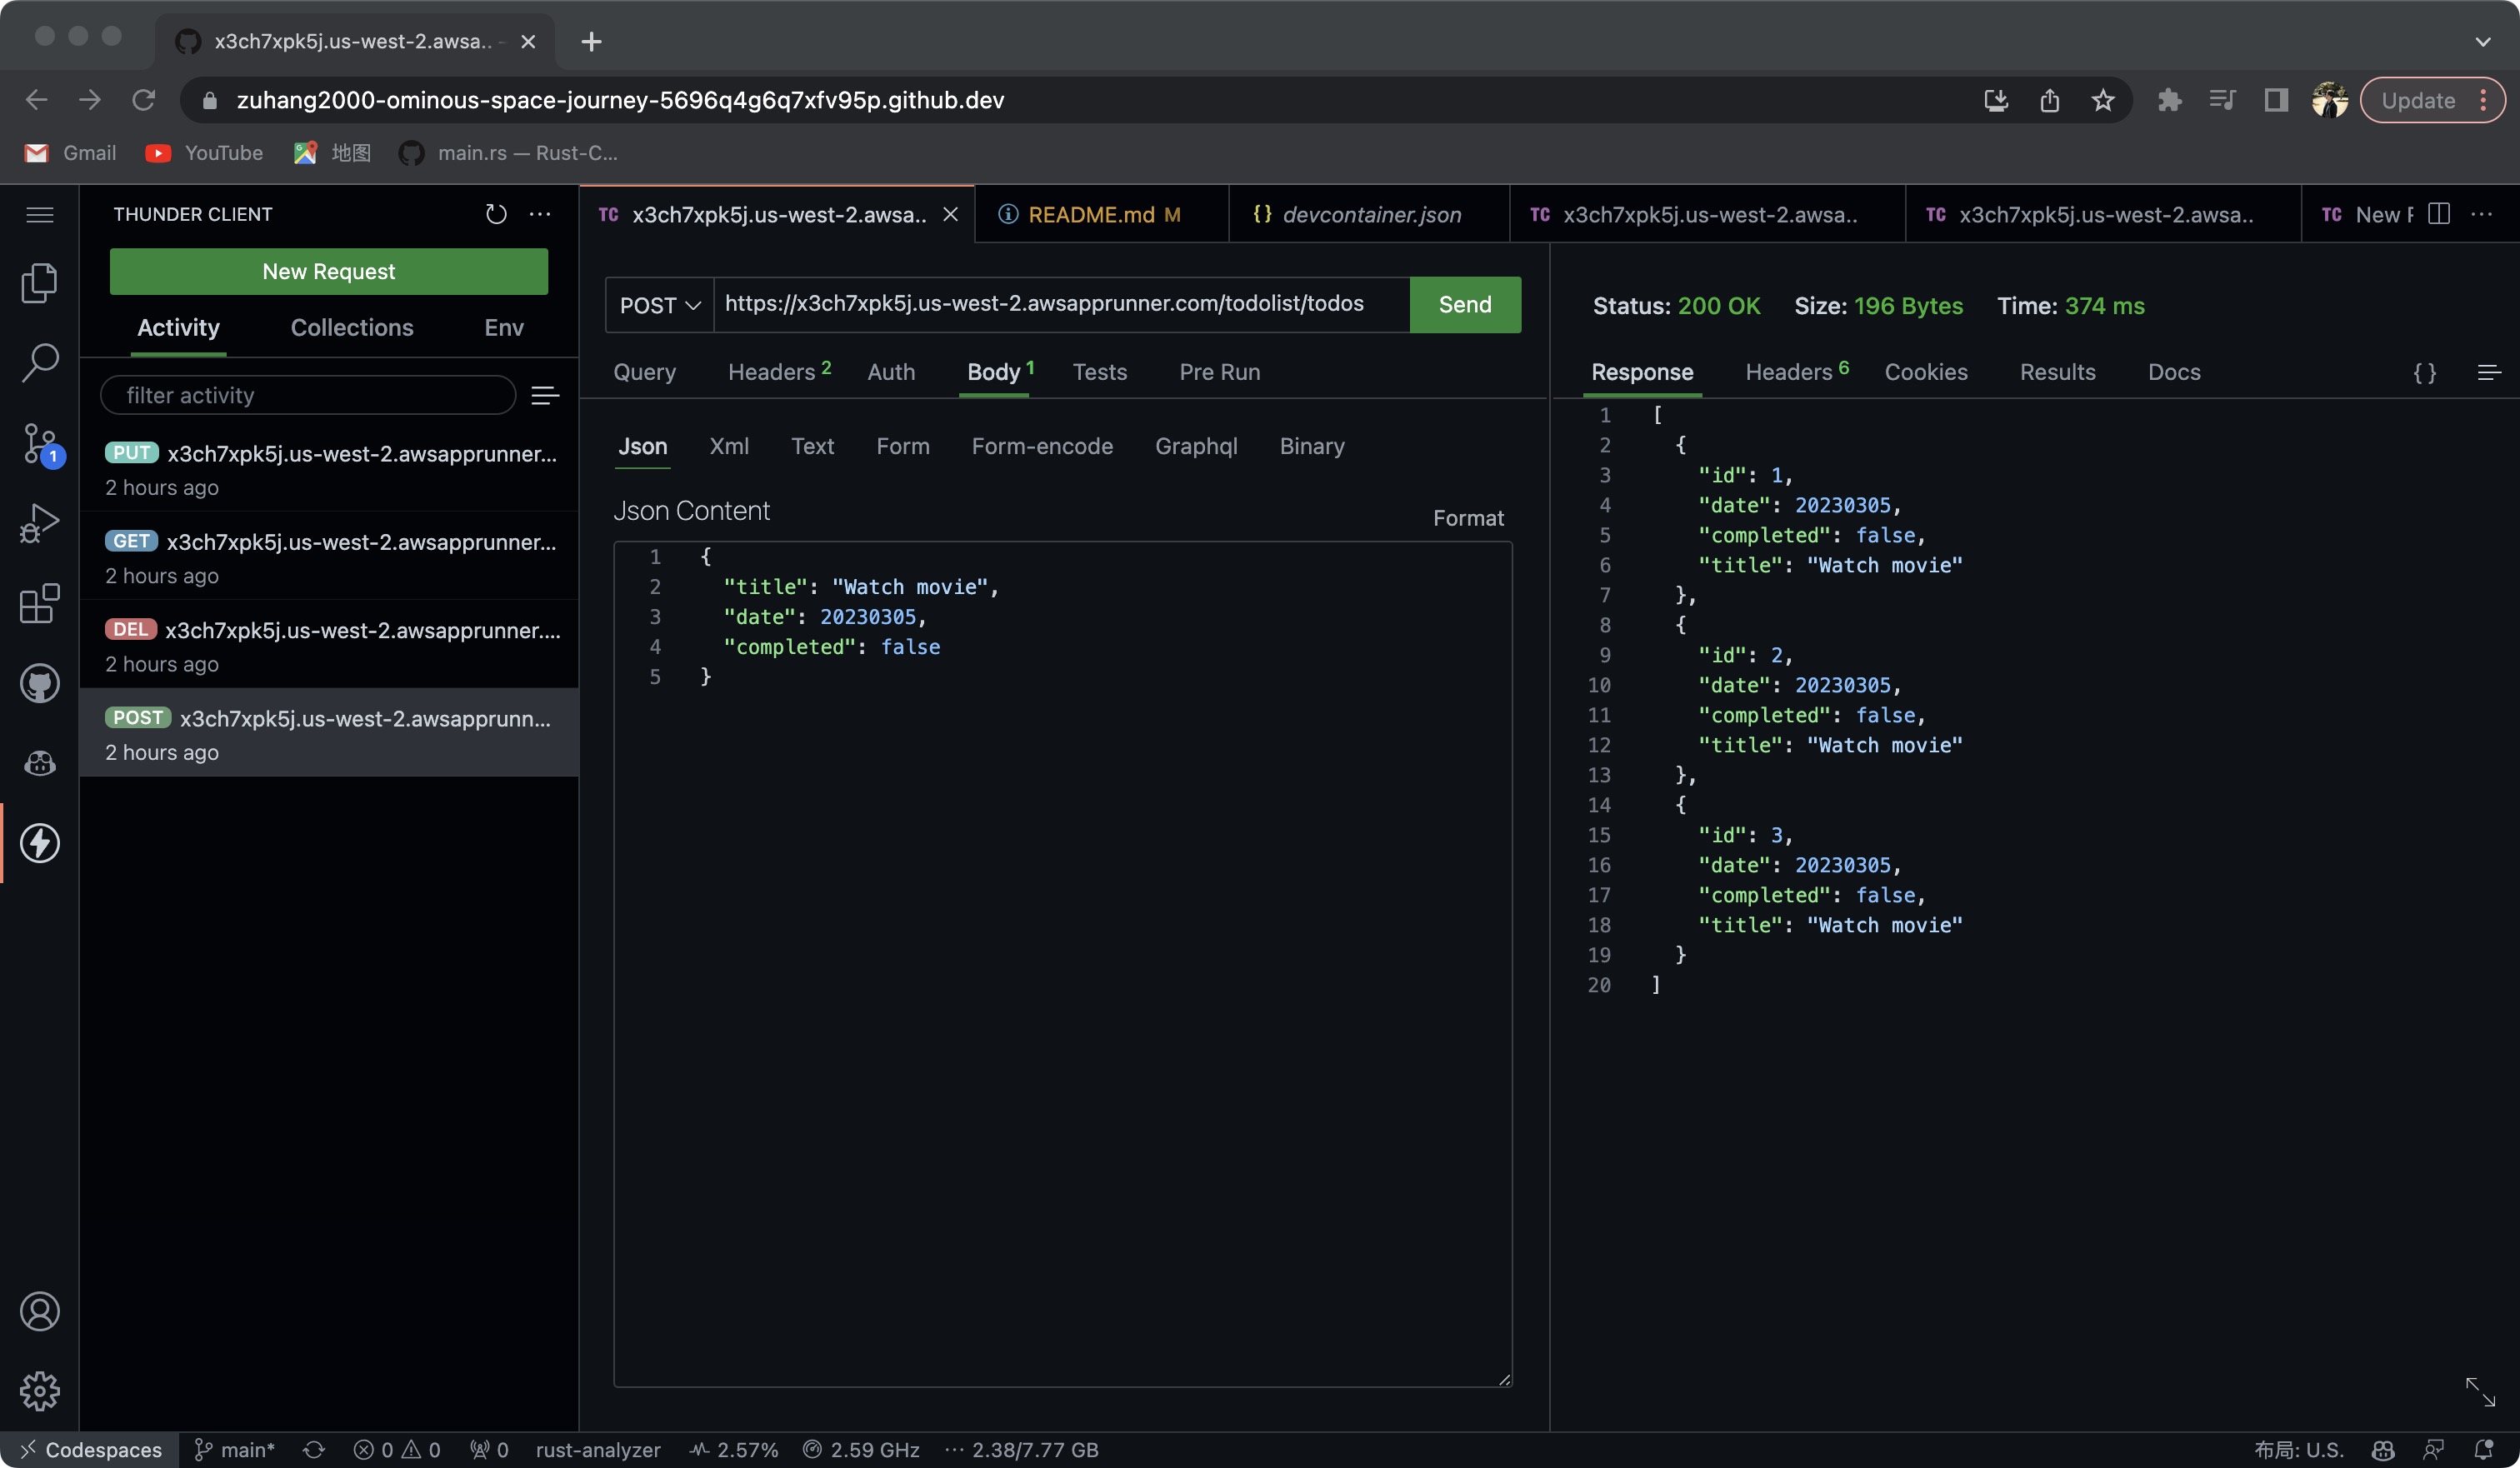 x3ch7xpk5j.us-west-2.awsa..
zuhang2000-ominous-space-journey-5696q4g6q7xfv95p.github.dev
Update
Gmail
YouTube
地图
main.rs — Rust-C...
THUNDER CLIENT
New Request
Activity
Collections
Env
filter activity
PUT x3ch7xpk5j.us-west-2.awsapprunner...
2 hours ago
GET x3ch7xpk5j.us-west-2.awsapprunner...
2 hours ago
DEL x3ch7xpk5j.us-west-2.awsapprunner....
2 hours ago
POST x3ch7xpk5j.us-west-2.awsapprunn...
2 hours ago
1
TC x3ch7xpk5j.us-west-2.awsa..
README.md M
{} devcontainer.json
TC x3ch7xpk5j.us-west-2.awsa..
TC x3ch7xpk5j.us-west-2.awsa..
TC New
POST
https://x3ch7xpk5j.us-west-2.awsapprunner.com/todolist/todos
Send
Query
Headers 2
Auth
Body 1
Tests
Pre Run
Json
Xml
Text
Form
Form-encode
Graphql
Binary
Json Content
Format
1 {
2 "title": "Watch movie",
3 "date": 20230305,
4 "completed": false
5 }
Status: 200 OK
Size: 196 Bytes
Time: 374 ms
Response
Headers 6
Cookies
Results
Docs
{}
1 [
2 {
3 "id": 1,
4 "date": 20230305,
5 "completed": false,
6 "title": "Watch movie"
7 },
8 {
9 "id": 2,
10 "date": 20230305,
11 "completed": false,
12 "title": "Watch movie"
13 },
14 {
15 "id": 3,
16 "date": 20230305,
17 "completed": false,
18 "title": "Watch movie"
19 }
20 ]
Codespaces
main*
0
0
0
rust-analyzer
2.57%
2.59 GHz
2.38/7.77 GB
布局: U.S.